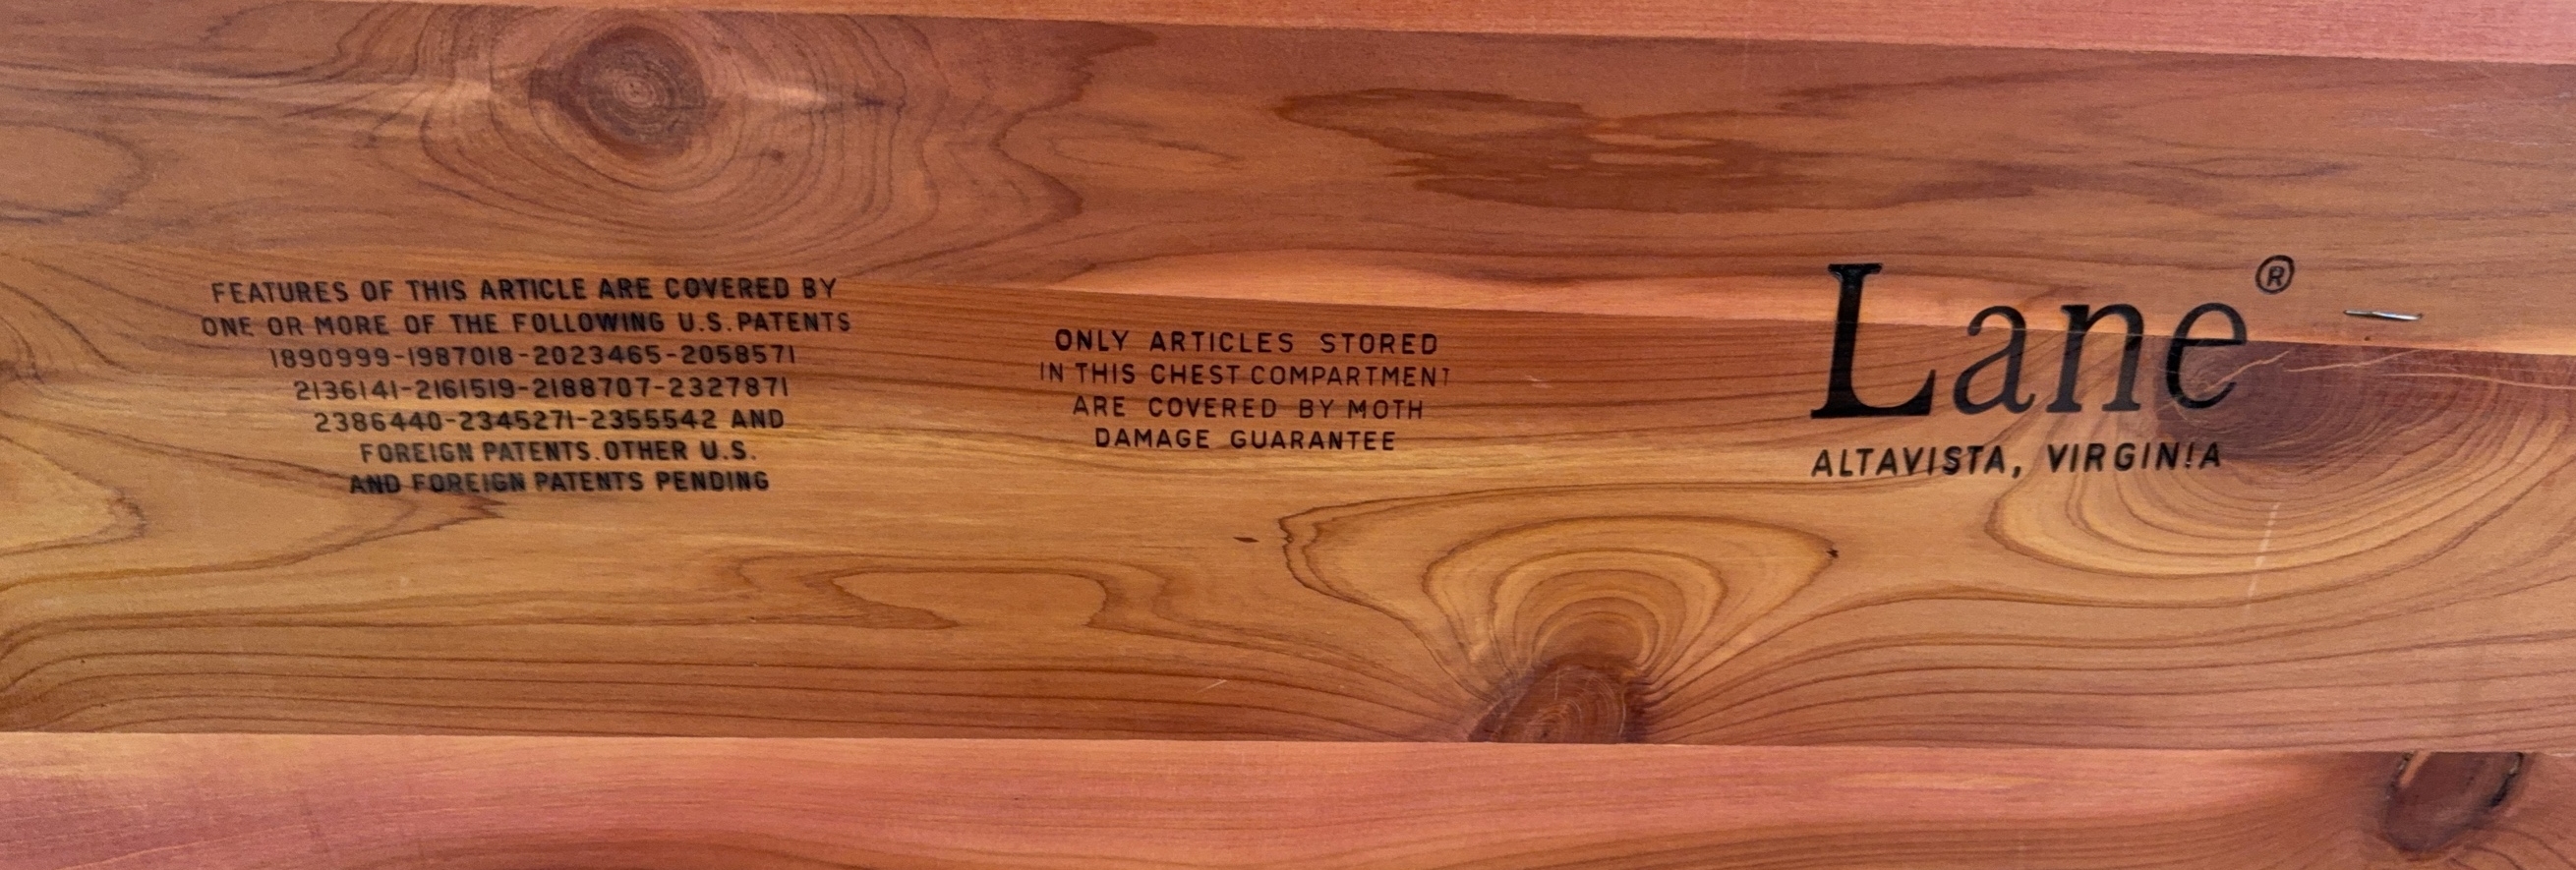 FEATURES OF THIS ARTICLE ARE COVERED BY
ONE OR MORE OF THE FOLLOWING U.S. PATENTS
1890999-1987018-2023465-2058571
2136141-2161519-2188707-2327871
2386440-2345271-2355542 AND
FOREIGN PATENTS. OTHER U.S.
AND FOREIGN PATENTS PENDING
ONLY ARTICLES STORED
IN THIS CHEST COMPARTMENT
ARE COVERED BY MOTH
DAMAGE GUARANTEE
Lane®
ALTAVISTA, VIRGINIA